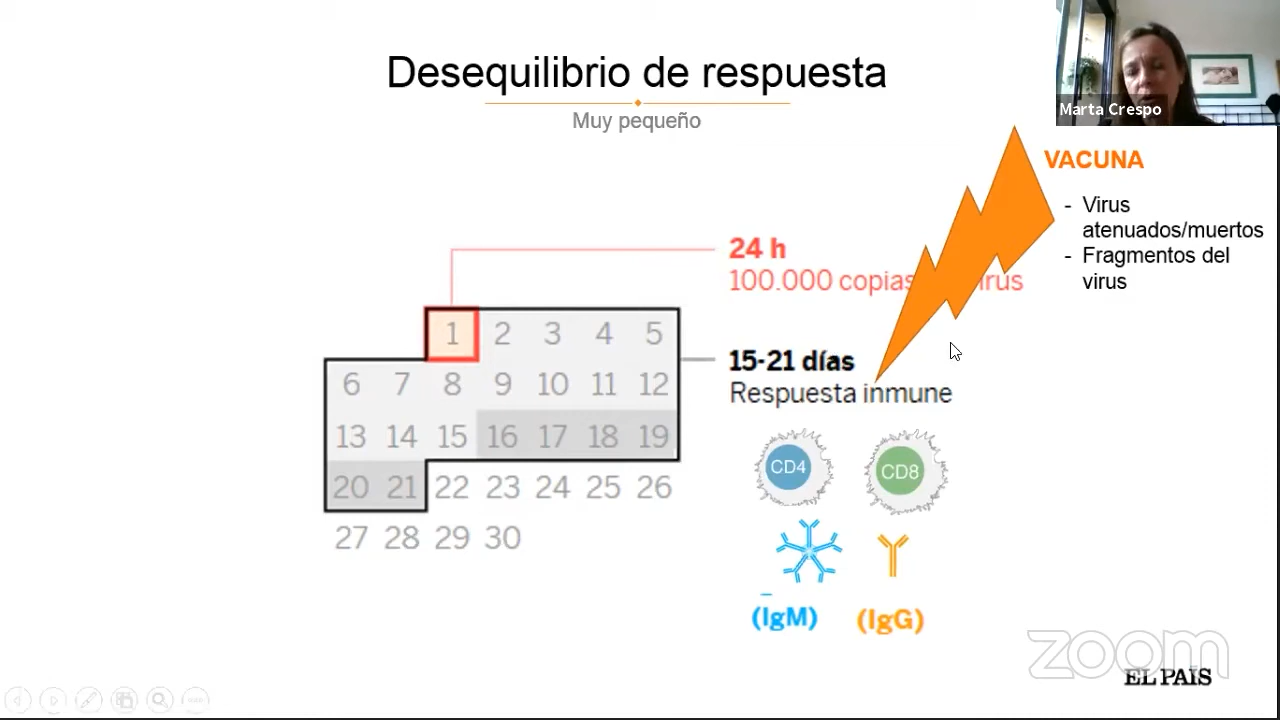 Desequilibrio de respuesta
Muy pequeño
Marta Crespo
VACUNA
- Virus
atenuados/muertos
- Fragmentos del
virus
24 h
100.000 copias
1 2 3 4 5
6 7 8 9 10 11 12
13 14 15 16 17 18 19
20 21 22 23 24 25 26
27 28 29 30
15-21 días
Respuesta inmune
CD4 CD8
(IgM) (IgG)
zoom
EL PAÍS